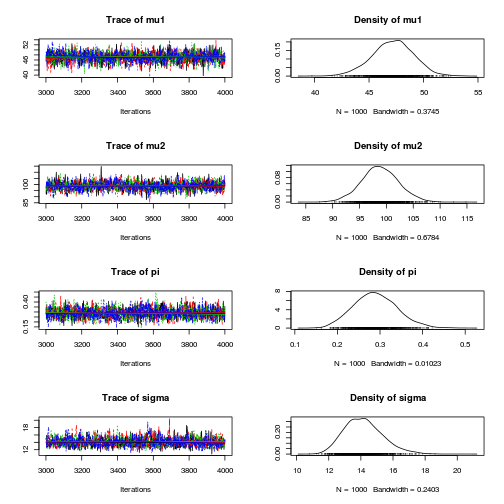 Trace of mu1
40 46 52
3000 3200 3400 3600 3800 4000
Iterations
Density of mu1
0.00 0.15
40 45 50 55
N = 1000 Bandwidth = 0.3745
Trace of mu2
85 100
3000 3200 3400 3600 3800 4000
Iterations
Density of mu2
0.00 0.08
85 90 95 100 105 110 115
N = 1000 Bandwidth = 0.6784
Trace of pi
0.15 0.40
3000 3200 3400 3600 3800 4000
Iterations
Density of pi
0 4 8
0.1 0.2 0.3 0.4 0.5
N = 1000 Bandwidth = 0.01023
Trace of sigma
12 18
3000 3200 3400 3600 3800 4000
Iterations
Density of sigma
0.00 0.20
10 12 14 16 18 20
N = 1000 Bandwidth = 0.2403